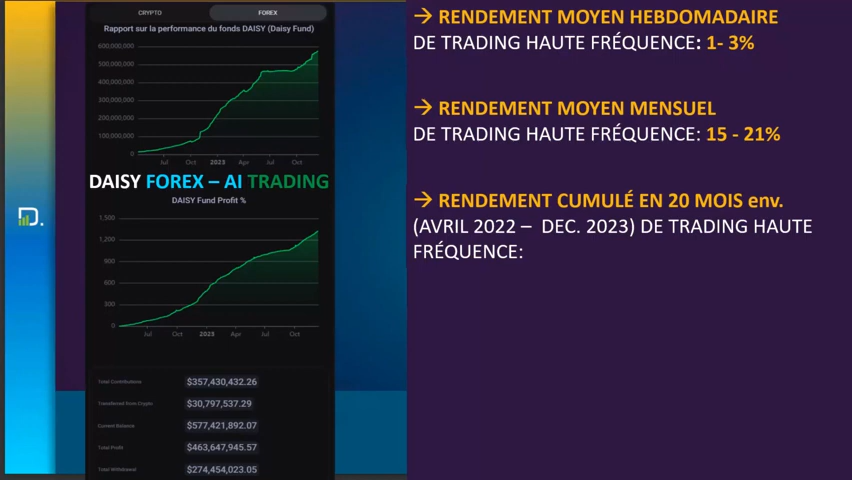 CRYPTO
FOREX
Rapport sur la performance du fonds DAISY (Daisy Fund)
600,000,000
500,000,000
400,000,000
300,000,000
200,000,000
100,000,000
0
Jul Oct 2023 Apr Jul Oct
DAISY FOREX – AI TRADING
DAISY Fund Profit %
1,500
1,200
900
600
300
0
Jul Oct 2023 Apr Jul Oct
Total Contributions $357,430,432.26
Transferred from Crypto $30,797,537.29
Current Balance $577,421,892.07
Total Profit $463,647,945.57
Total Withdrawal $274,454,023.05
D.
→ RENDEMENT MOYEN HEBDOMADAIRE
DE TRADING HAUTE FRÉQUENCE: 1- 3%
→ RENDEMENT MOYEN MENSUEL
DE TRADING HAUTE FRÉQUENCE: 15 - 21%
→ RENDEMENT CUMULÉ EN 20 MOIS env.
(AVRIL 2022 – DEC. 2023) DE TRADING HAUTE
FRÉQUENCE: